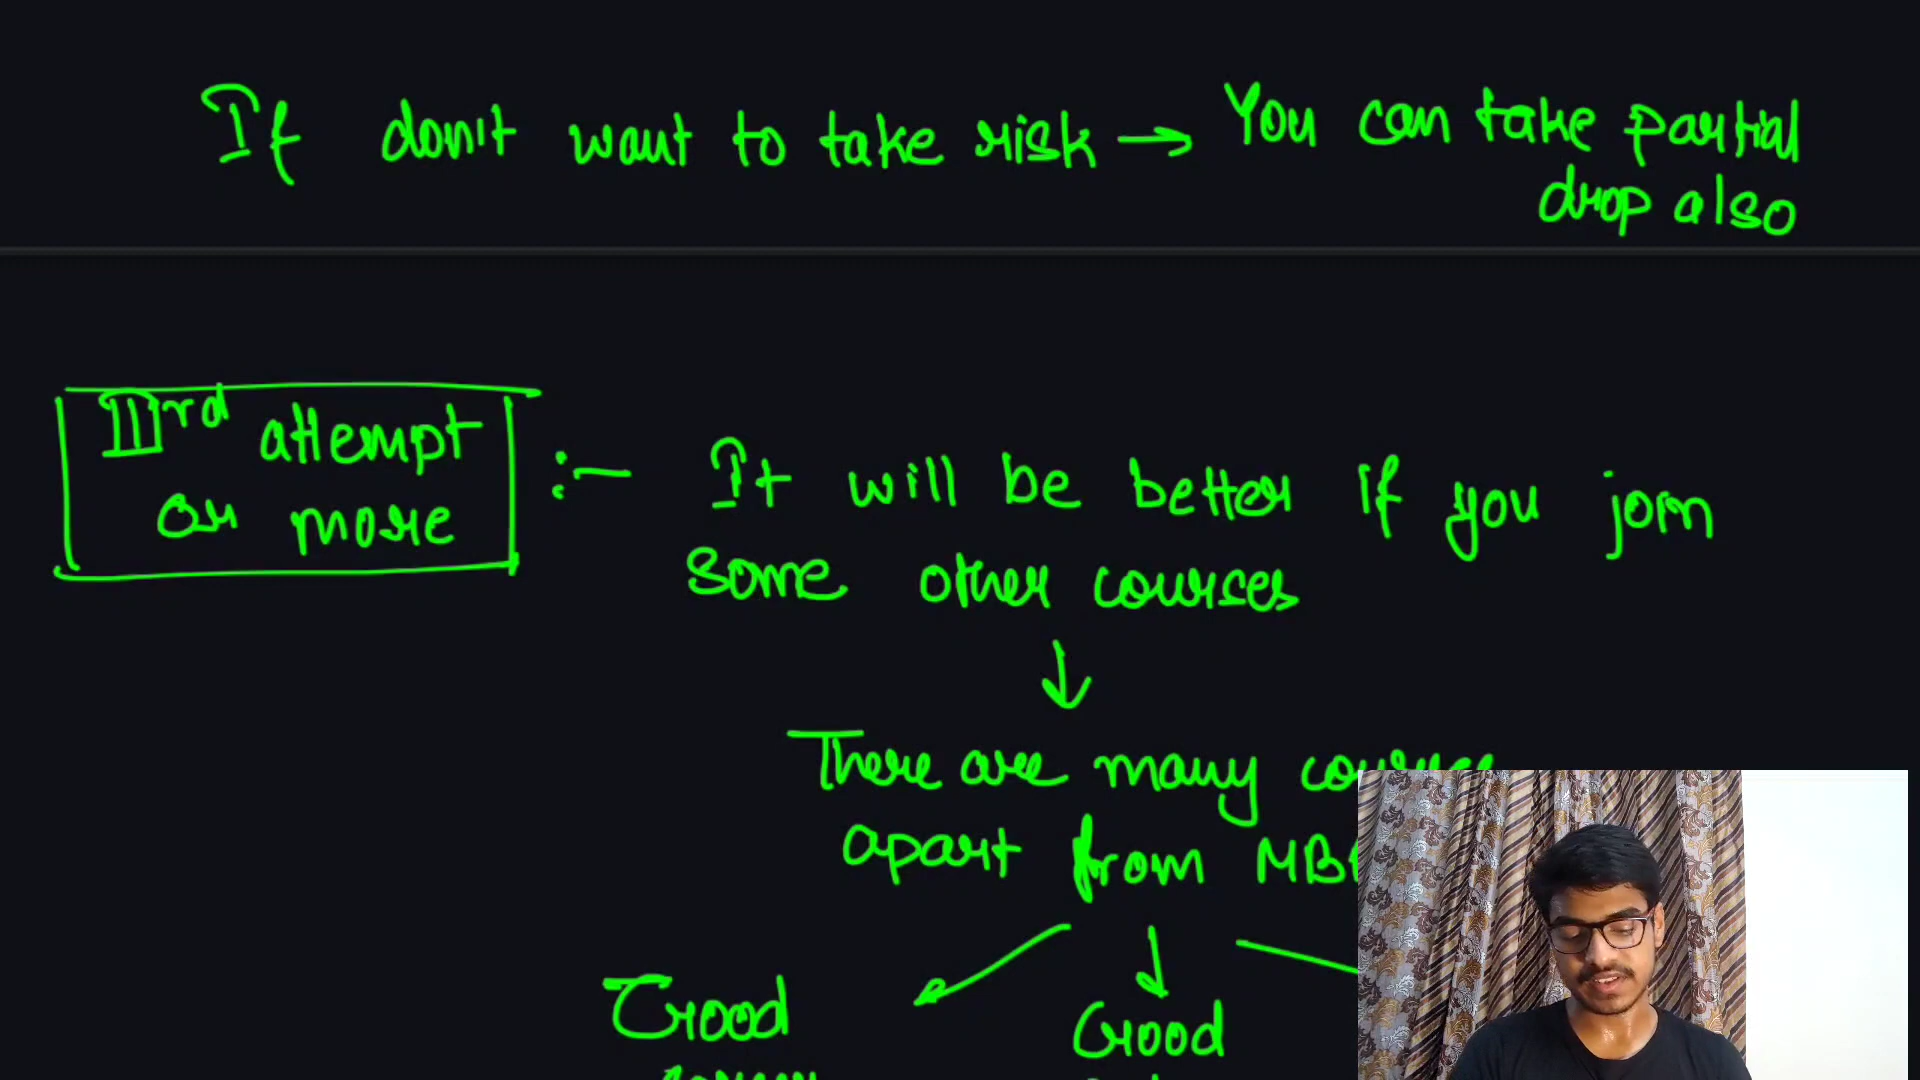 If don't want to take risk → You can take partial
drop also
IIIrd attempt
or more
:- It will be better if you join
some other courses
↓
There are many
apart from
Good
Good